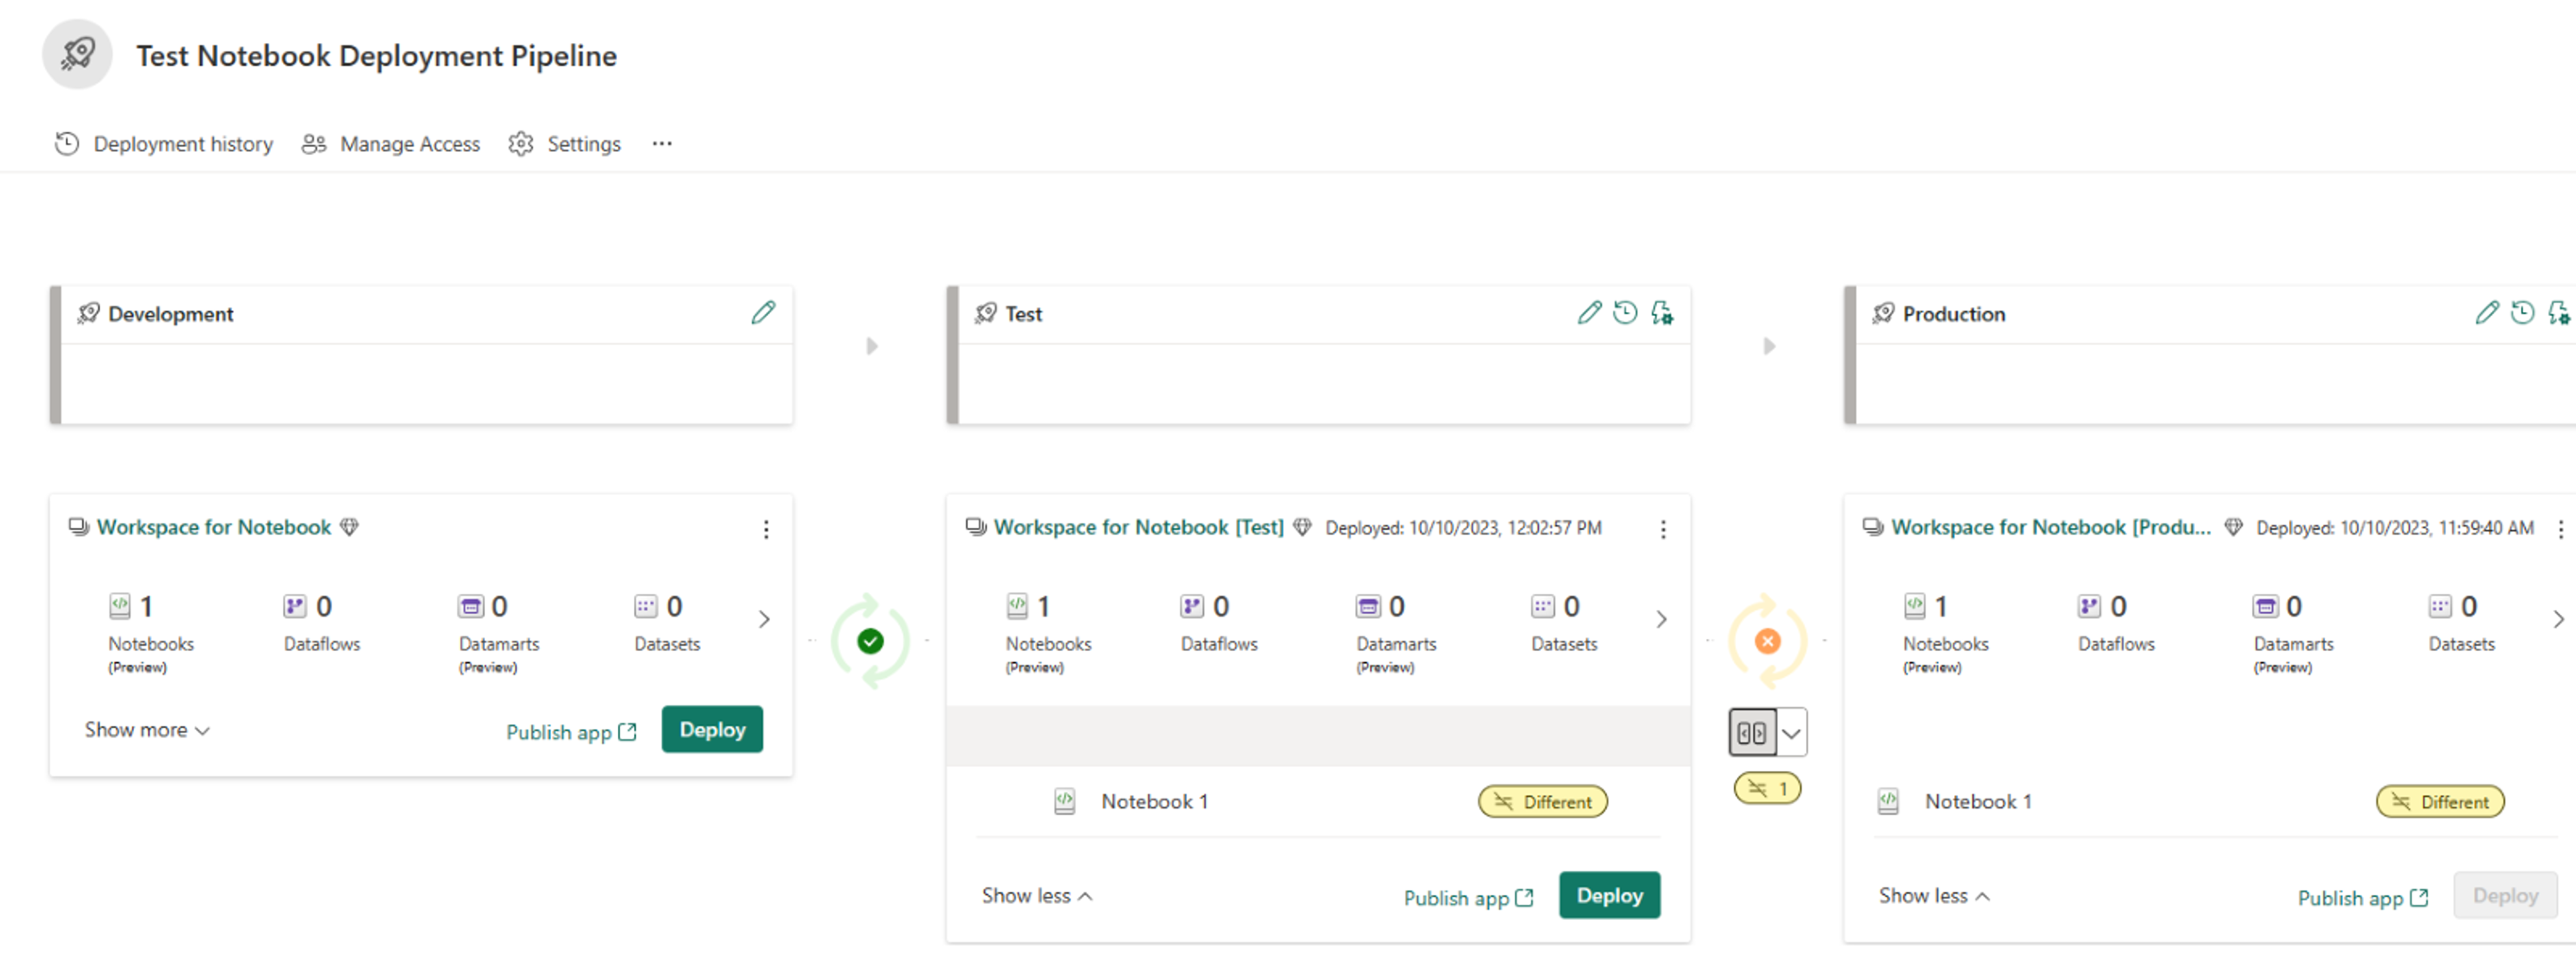 Test Notebook Deployment Pipeline
Deployment history Manage Access Settings ...
Development
Test
Production
Workspace for Notebook
1 0 0 0
Notebooks Dataflows Datamarts Datasets
(Preview) (Preview)
Show more Publish app Deploy
Workspace for Notebook [Test] Deployed: 10/10/2023, 12:02:57 PM
1 0 0 0
Notebooks Dataflows Datamarts Datasets
(Preview) (Preview)
Notebook 1 Different
Show less Publish app Deploy
1
Workspace for Notebook [Produ... Deployed: 10/10/2023, 11:59:40 AM
1 0 0 0
Notebooks Dataflows Datamarts Datasets
(Preview) (Preview)
Notebook 1 Different
Show less Publish app Deploy